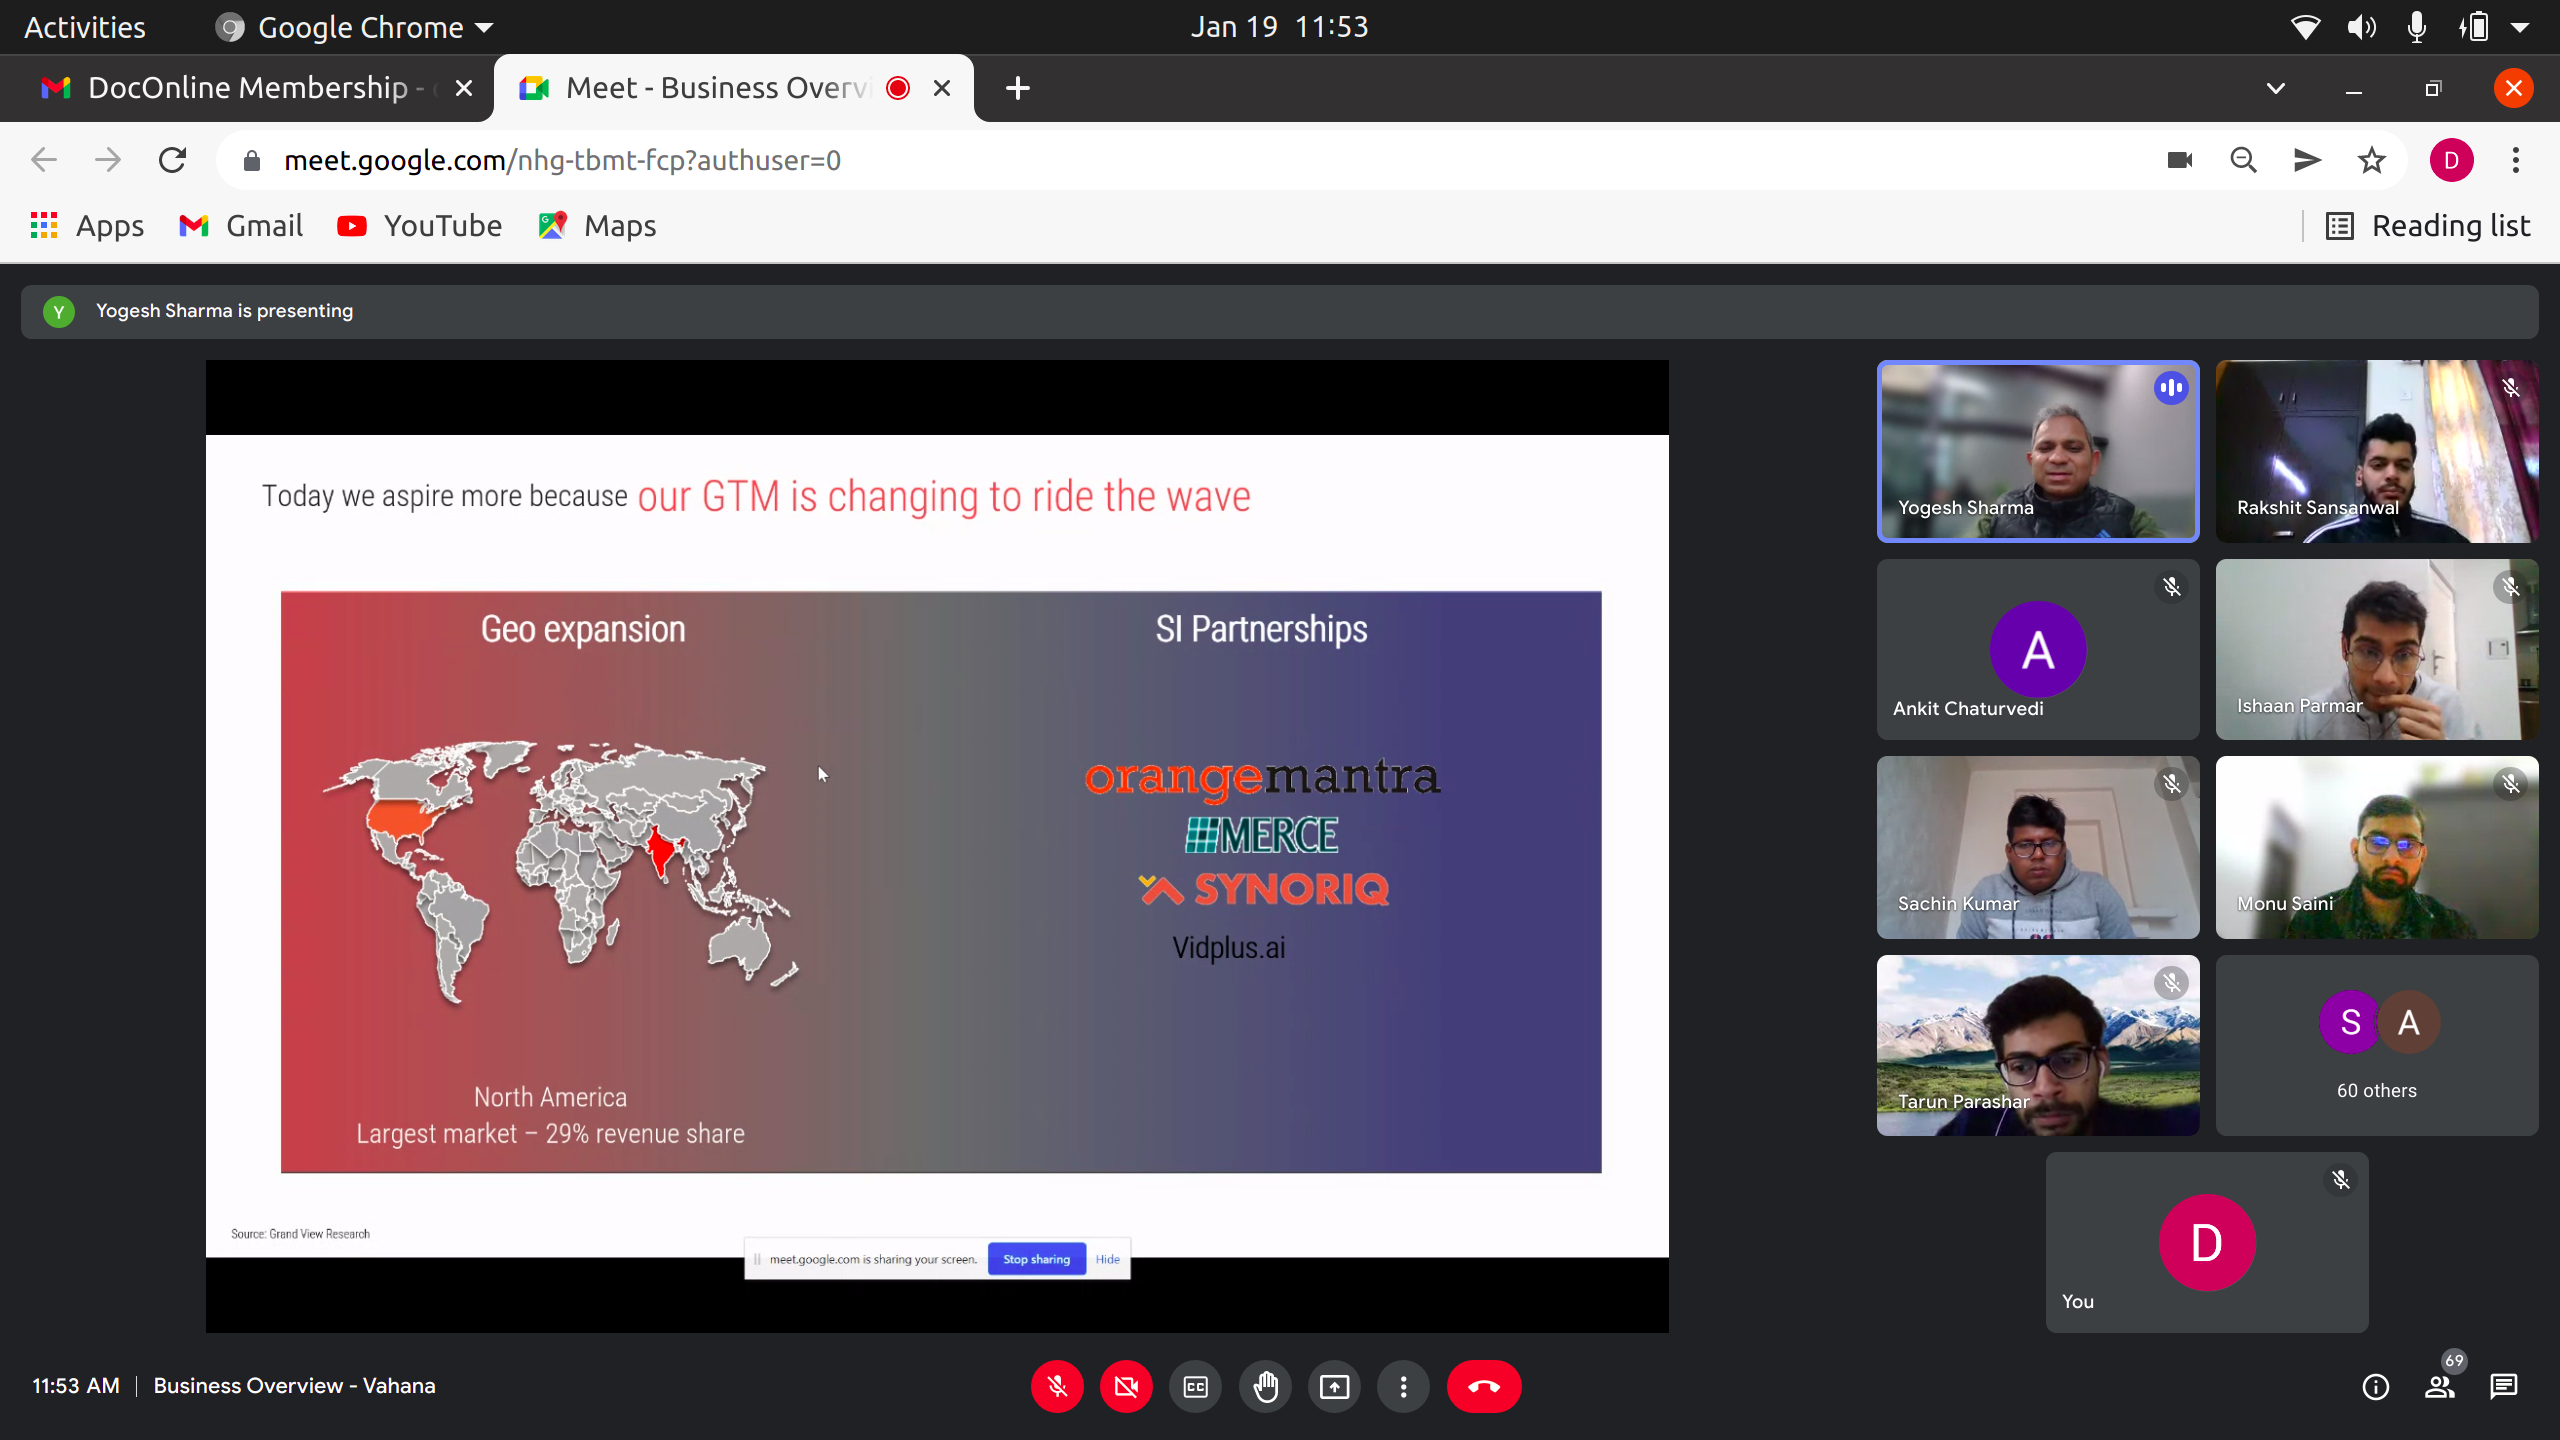 Activities
Google Chrome
Jan 19 11:53
DocOnline Membership -
Meet - Business Overvi
meet.google.com/nhg-tbmt-fcp?authuser=0
D
Apps
Gmail
YouTube
Maps
Reading list
Y
Yogesh Sharma is presenting
Today we aspire more because our GTM is changing to ride the wave
Geo expansion
SI Partnerships
orangemantra
MERCE
SYNORIQ
Vidplus.ai
North America
Largest market – 29% revenue share
Source: Grand View Research
meet.google.com is sharing your screen.
Stop sharing
Hide
Yogesh Sharma
Rakshit Sansanwal
A
Ankit Chaturvedi
Ishaan Parmar
Sachin Kumar
Monu Saini
Tarun Parashar
S
A
60 others
D
You
11:53 AM
Business Overview - Vahana
CC
69